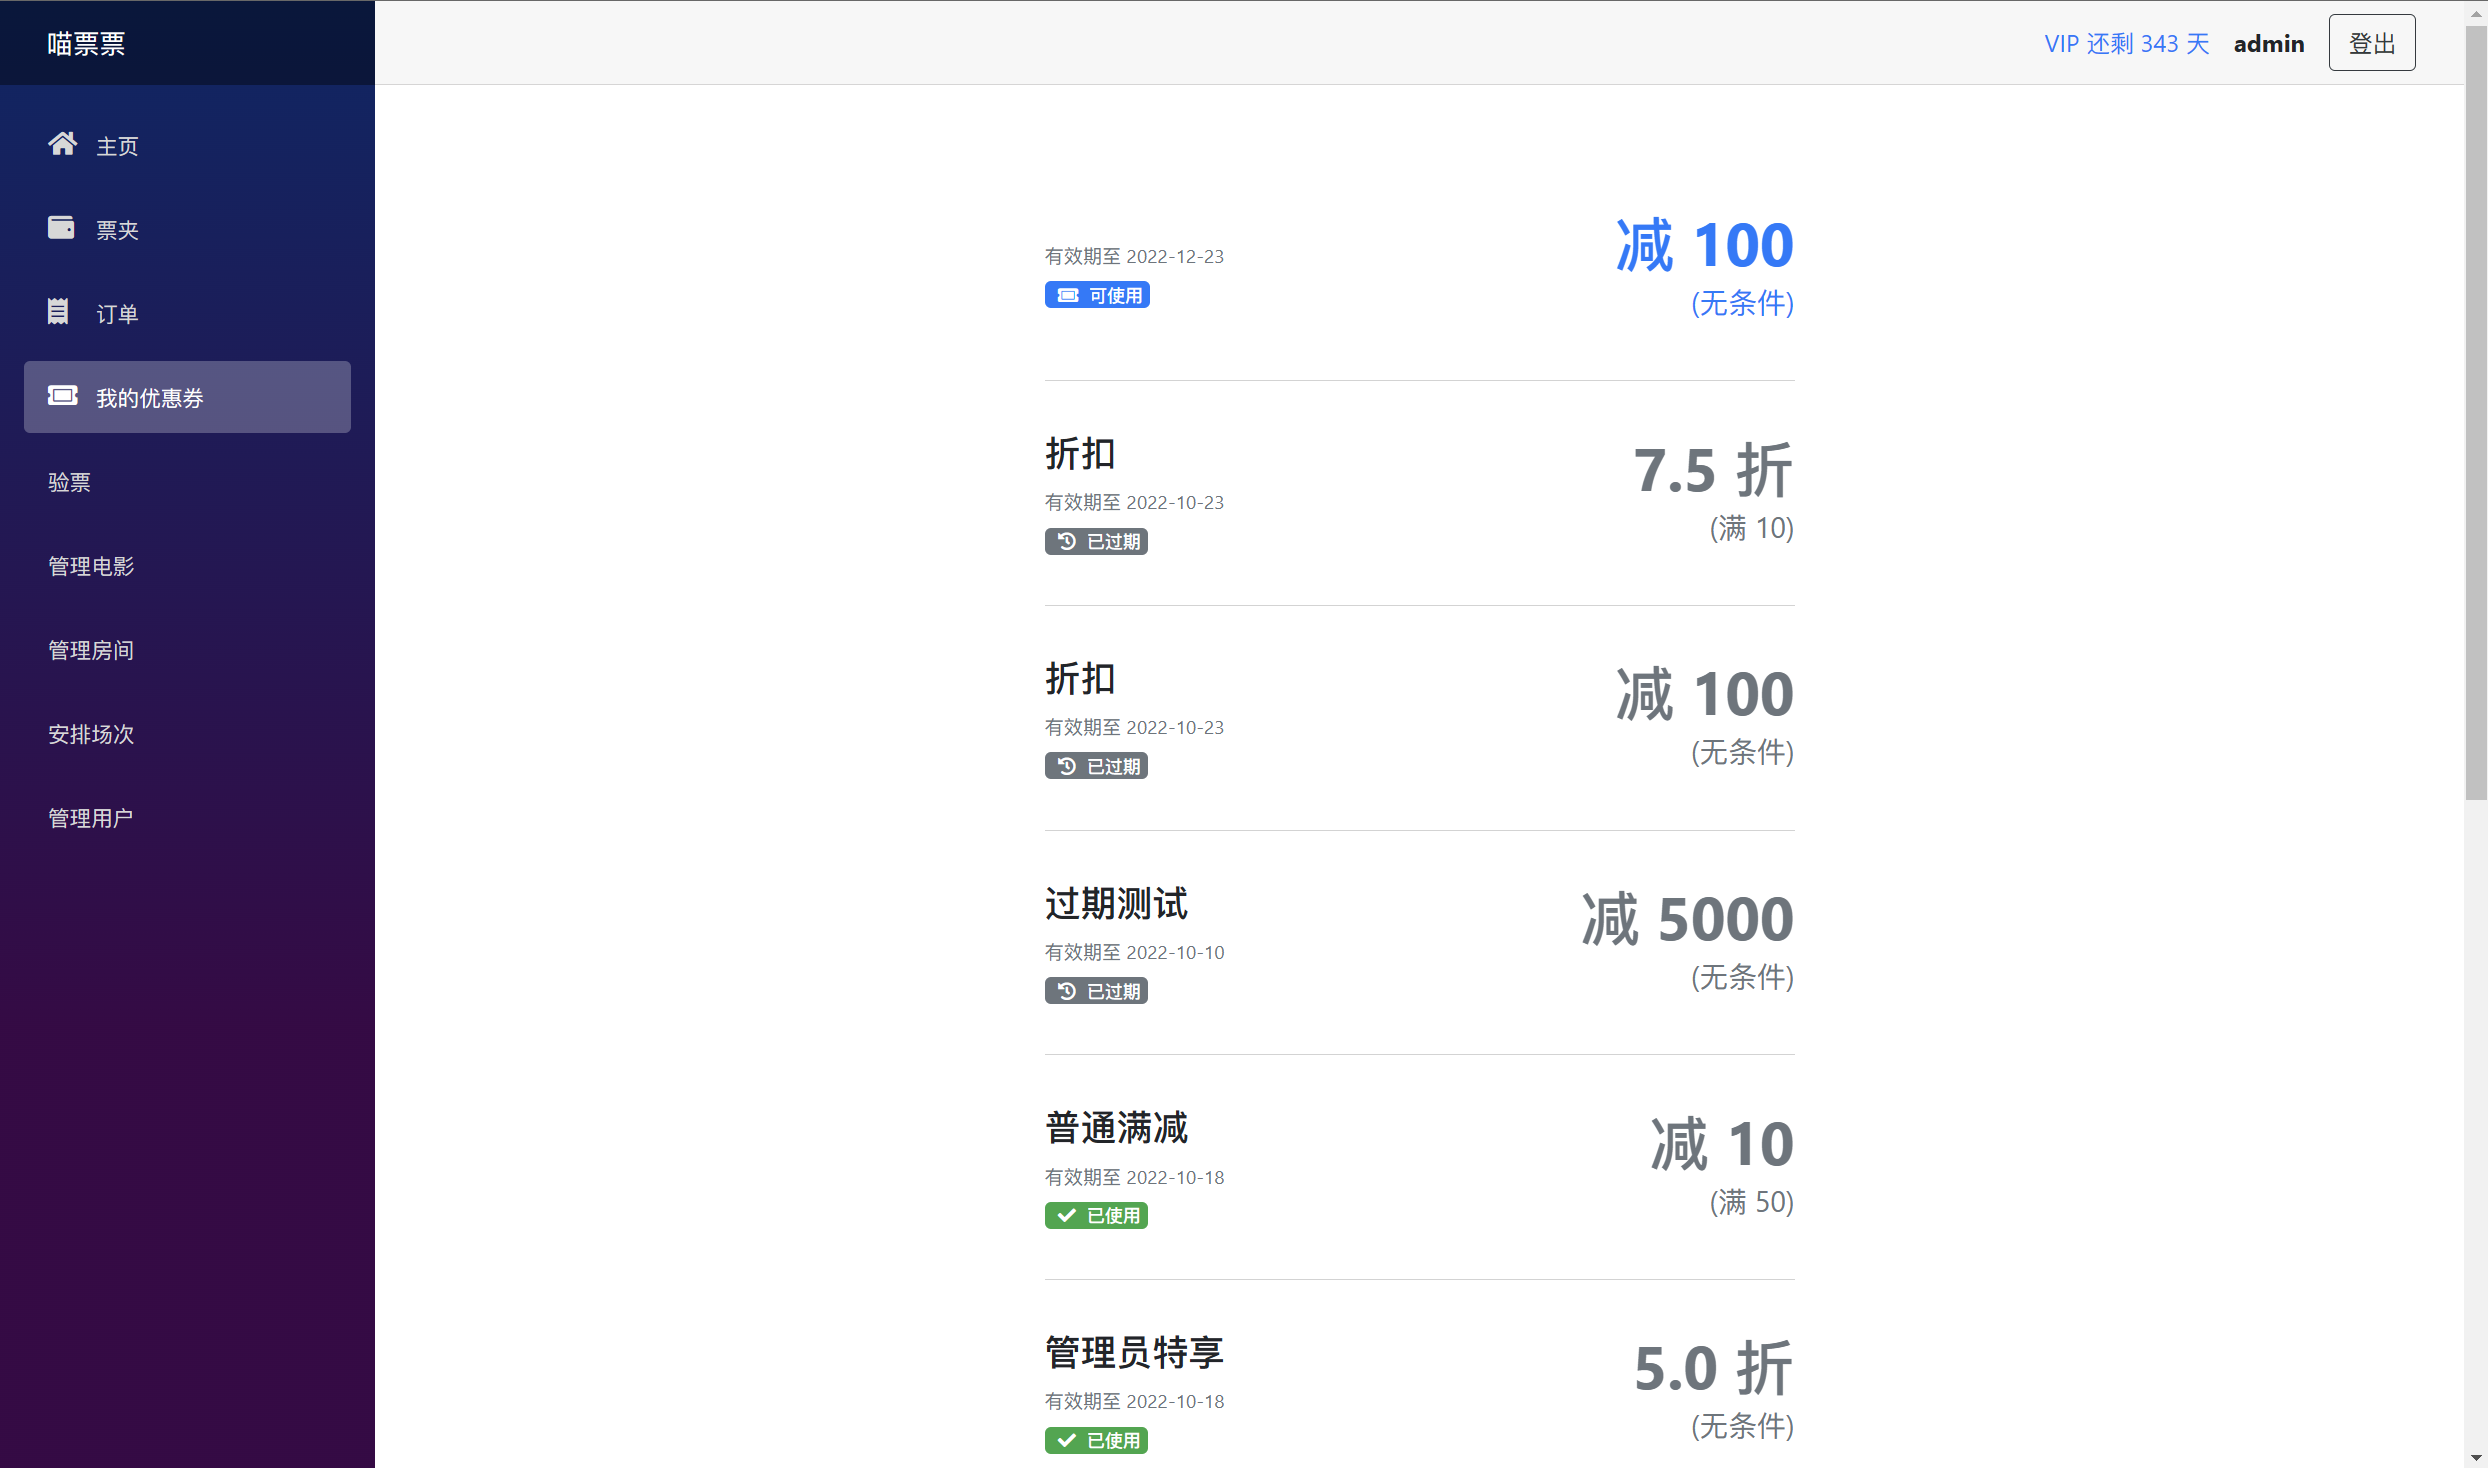 喵票票
VIP 还剩 343 天 admin 登出
主页
票夹
订单
我的优惠券
验票
管理电影
管理房间
安排场次
管理用户
有效期至 2022-12-23
可使用
减 100
(无条件)
折扣
有效期至 2022-10-23
已过期
7.5 折
(满 10)
折扣
有效期至 2022-10-23
已过期
减 100
(无条件)
过期测试
有效期至 2022-10-10
已过期
减 5000
(无条件)
普通满减
有效期至 2022-10-18
已使用
减 10
(满 50)
管理员特享
有效期至 2022-10-18
已使用
5.0 折
(无条件)